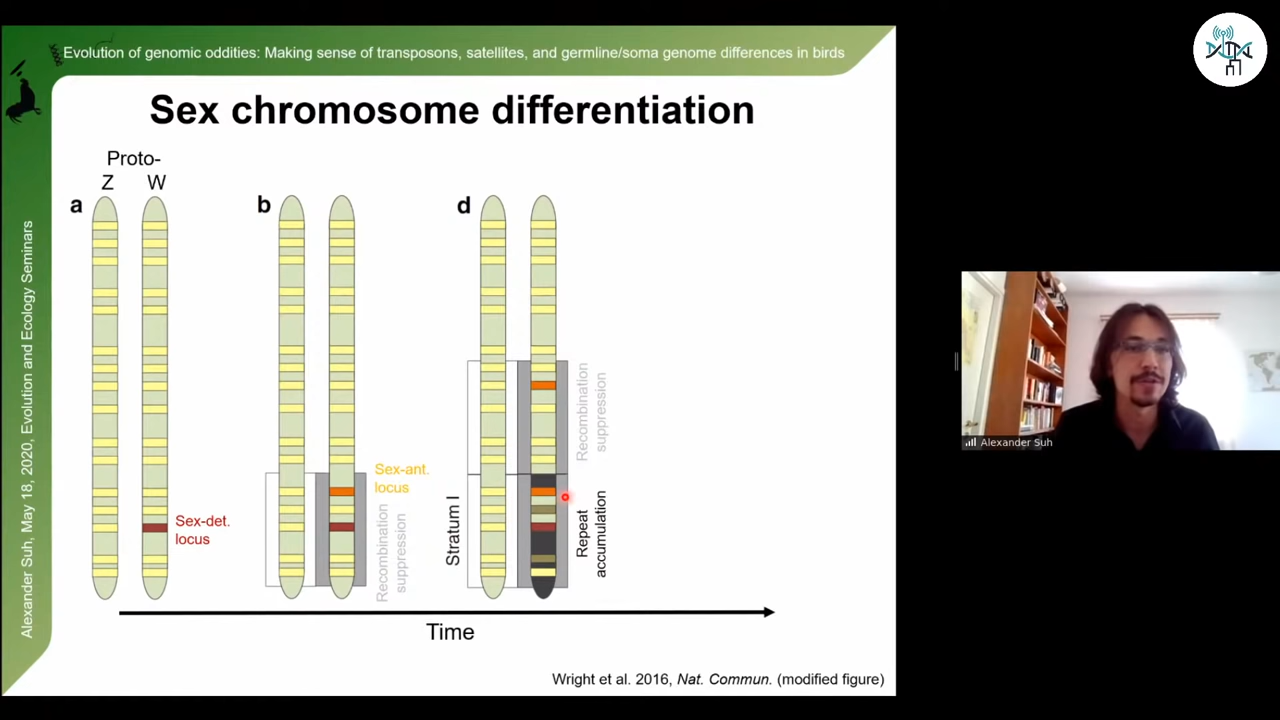 Evolution of genomic oddities: Making sense of transposons, satellites, and germline/soma genome differences in birds
Sex chromosome differentiation
Proto-
Z W
a
b
d
Sex-det.
locus
Sex-ant.
locus
Recombination
suppression
Stratum I
Recombination
suppression
Repeat
accumulation
Time
Wright et al. 2016, Nat. Commun. (modified figure)
Alexander Suh, May 18, 2020, Evolution and Ecology Seminars
Alexander Suh